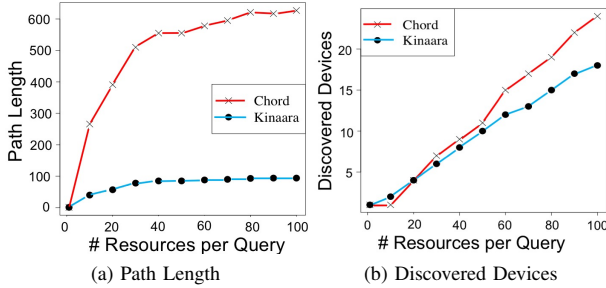 600
500
400
300
200
100
0
Path Length
Chord
Kinaara
0 20 40 60 80 100
# Resources per Query
(a) Path Length
20
15
10
5
Discovered Devices
Chord
Kinaara
0 20 40 60 80 100
# Resources per Query
(b) Discovered Devices